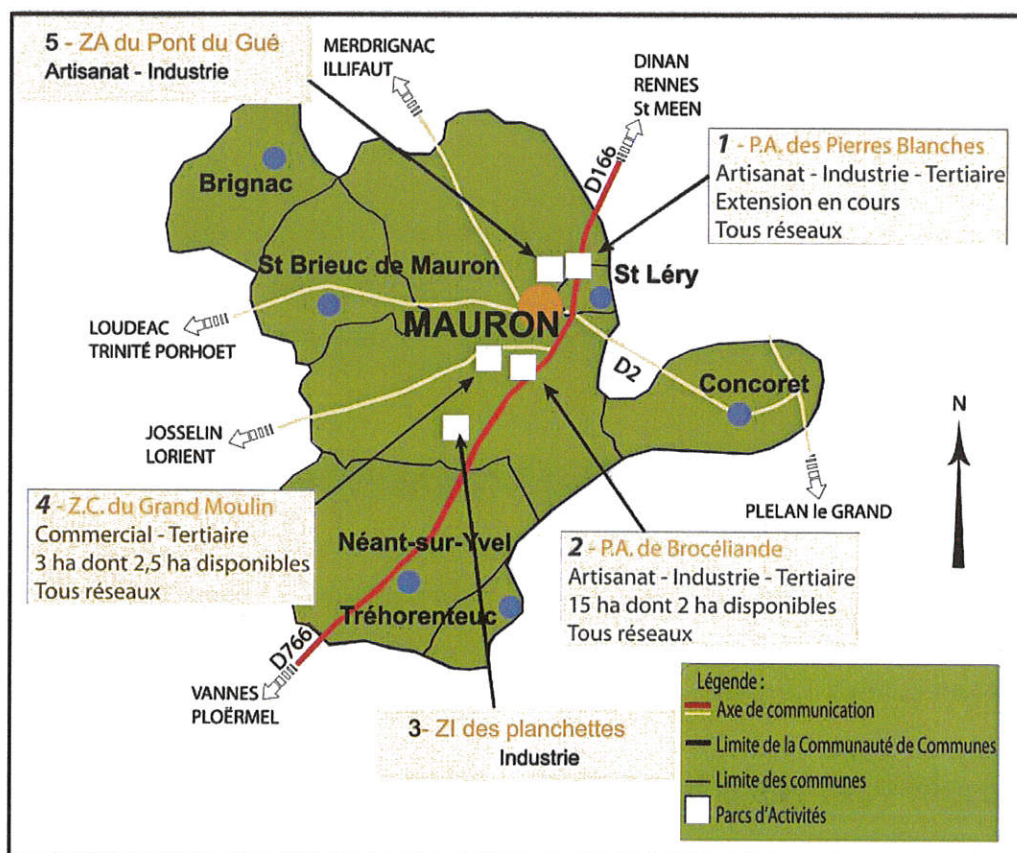 5 - ZA du Pont du Gué
Artisanat - Industrie
MERDRIGNAC
ILLIFAUT
DINAN
RENNES
St MEEN
D166
1 - P.A. des Pierres Blanches
Artisanat - Industrie - Tertiaire
Extension en cours
Tous réseaux
Brignac
St Brieuc de Mauron
St Léry
MAURON
LOUDEAC
TRINITÉ PORHOET
D2
Concoret
JOSSELIN
LORIENT
N
PLELAN le GRAND
4 - Z.C. du Grand Moulin
Commercial - Tertiaire
3 ha dont 2,5 ha disponibles
Tous réseaux
Néant-sur-Yvel
2 - P.A. de Brocéliande
Artisanat - Industrie - Tertiaire
15 ha dont 2 ha disponibles
Tous réseaux
Tréhorenteuc
D766
VANNES
PLOËRMEL
3- ZI des planchettes
Industrie
Légende :
Axe de communication
Limite de la Communauté de Communes
Limite des communes
Parcs d'Activités